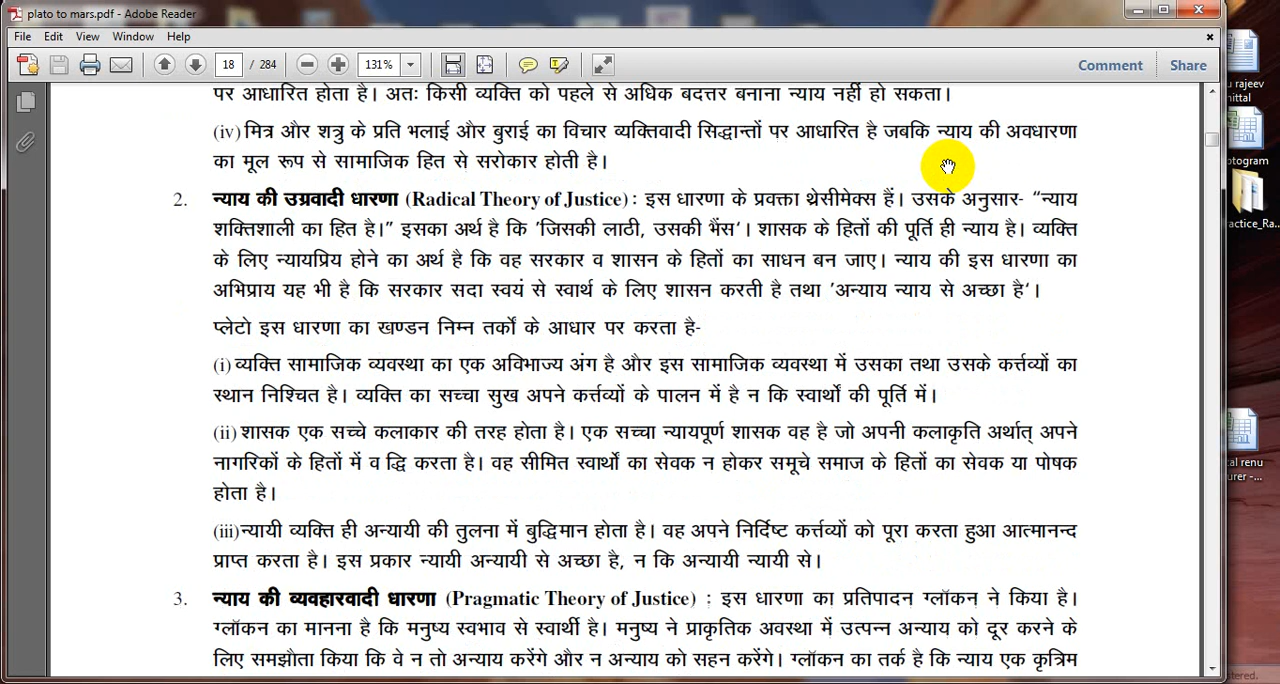 plato to mars.pdf - Adobe Reader
File Edit View Window Help
18 / 284 131% Comment Share
पर आधारित होता है। अतः किसी व्यक्ति को पहले से अधिक बदत्तर बनाना न्याय नहीं हो सकता।
(iv) मित्र और शत्रु के प्रति भलाई और बुराई का विचार व्यक्तिवादी सिद्धान्तों पर आधारित है जबकि न्याय की अवधारणा
का मूल रूप से सामाजिक हित से सरोकार होती है।
2. न्याय की उग्रवादी धारणा (Radical Theory of Justice) : इस धारणा के प्रवक्ता थ्रेसीमेक्स हैं। उसके अनुसार- “न्याय
शक्तिशाली का हित है।” इसका अर्थ है कि ’जिसकी लाठी, उसकी भैंस‘। शासक के हितों की पूर्ति ही न्याय है। व्यक्ति
के लिए न्यायप्रिय होने का अर्थ है कि वह सरकार व शासन के हितों का साधन बन जाए। न्याय की इस धारणा का
अभिप्राय यह भी है कि सरकार सदा स्वयं से स्वार्थ के लिए शासन करती है तथा ’अन्याय न्याय से अच्छा है‘।
प्लेटो इस धारणा का खण्डन निम्न तर्कों के आधार पर करता है-
(i) व्यक्ति सामाजिक व्यवस्था का एक अविभाज्य अंग है और इस सामाजिक व्यवस्था में उसका तथा उसके कर्त्तव्यों का
स्थान निश्चित है। व्यक्ति का सच्चा सुख अपने कर्त्तव्यों के पालन में है न कि स्वार्थों की पूर्ति में।
(ii) शासक एक सच्चे कलाकार की तरह होता है। एक सच्चा न्यायपूर्ण शासक वह है जो अपनी कलाकृति अर्थात् अपने
नागरिकों के हितों में व द्धि करता है। वह सीमित स्वार्थों का सेवक न होकर समूचे समाज के हितों का सेवक या पोषक
होता है।
(iii) न्यायी व्यक्ति ही अन्यायी की तुलना में बुद्धिमान होता है। वह अपने निर्दिष्ट कर्त्तव्यों को पूरा करता हुआ आत्मानन्द
प्राप्त करता है। इस प्रकार न्यायी अन्यायी से अच्छा है, न कि अन्यायी न्यायी से।
3. न्याय की व्यवहारवादी धारणा (Pragmatic Theory of Justice) : इस धारणा का प्रतिपादन ग्लॉकन ने किया है।
ग्लॉकन का मानना है कि मनुष्य स्वभाव से स्वार्थी है। मनुष्य ने प्राकृतिक अवस्था में उत्पन्न अन्याय को दूर करने के
लिए समझौता किया कि वे न तो अन्याय करेंगे और न अन्याय को सहन करेंगे। ग्लॉकन का तर्क है कि न्याय एक कृत्रिम